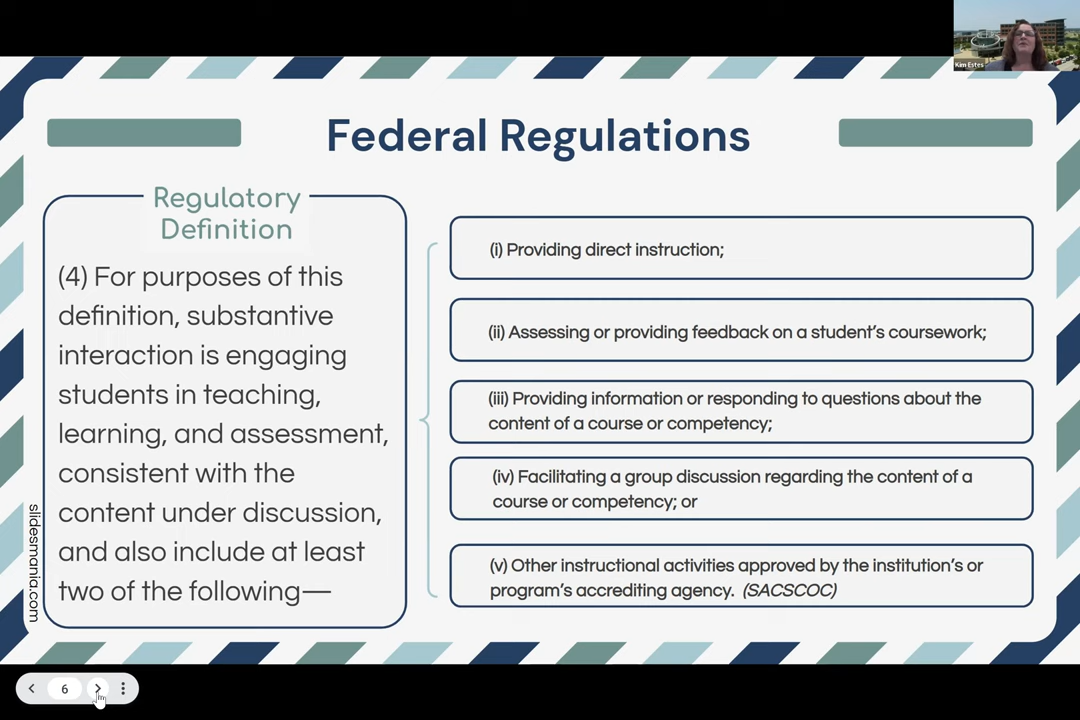 Kim Estes
Federal Regulations
Regulatory
Definition
(4) For purposes of this
definition, substantive
interaction is engaging
students in teaching,
learning, and assessment,
consistent with the
content under discussion,
and also include at least
two of the following—
(i) Providing direct instruction;
(ii) Assessing or providing feedback on a student's coursework;
(iii) Providing information or responding to questions about the
content of a course or competency;
(iv) Facilitating a group discussion regarding the content of a
course or competency; or
(v) Other instructional activities approved by the institution's or
program's accrediting agency. (SACSCOC)
slidesmania.com
6